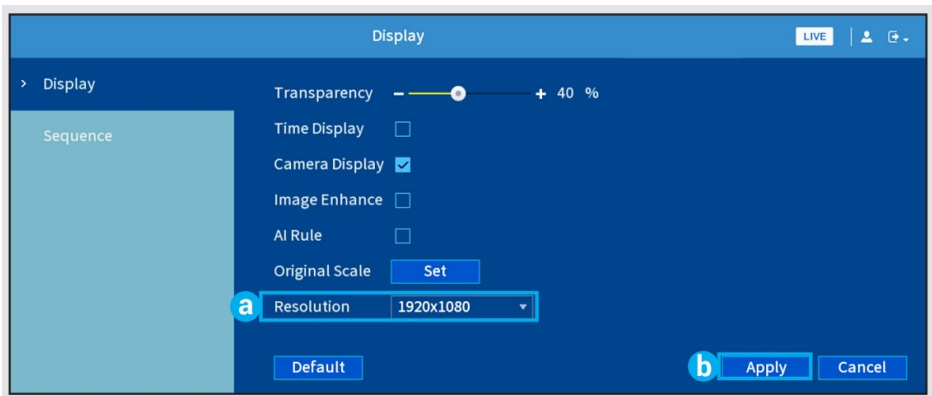 Display
LIVE
> Display
Sequence
Transparency - + 40 %
Time Display
Camera Display
Image Enhance
AI Rule
Original Scale Set
a Resolution 1920x1080
Default b Apply Cancel